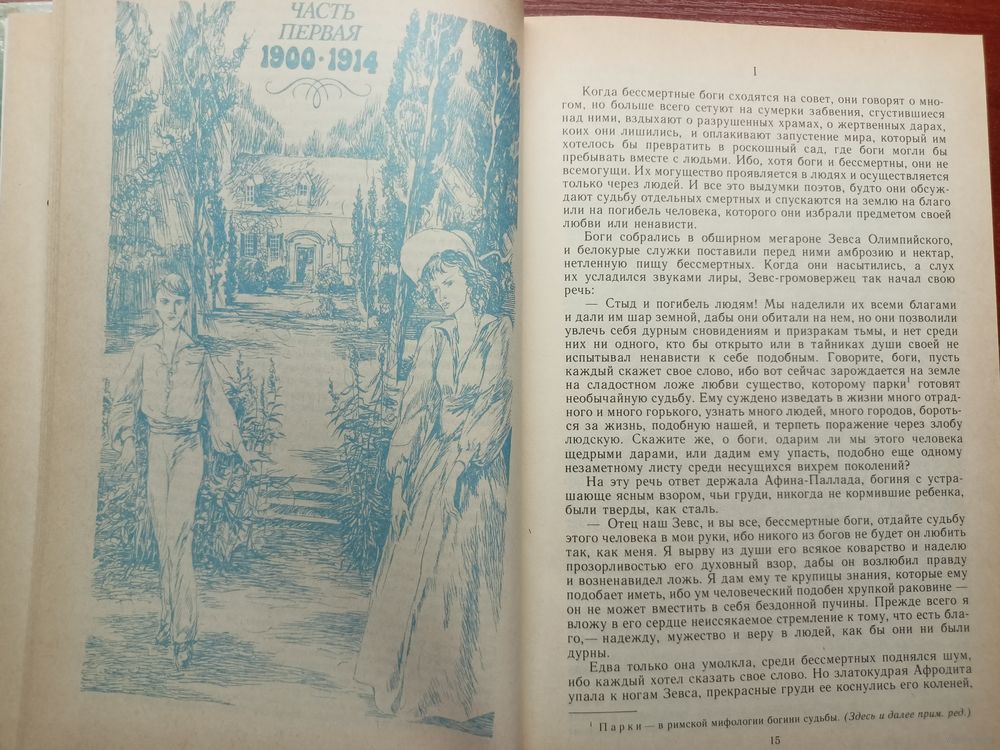 ЧАСТЬ
ПЕРВАЯ
1900·1914
I
Когда бессмертные боги сходятся на совет, они говорят о мно-
гом, но больше всего сетуют на сумерки забвения, сгустившиеся
над ними, вздыхают о разрушенных храмах, о жертвенных дарах,
коих они лишились, и оплакивают запустение мира, который им
хотелось бы превратить в роскошный сад, где боги могли бы
пребывать вместе с людьми. Ибо, хотя боги и бессмертны, они не
всемогущи. Их могущество проявляется в людях и осуществляется
только через людей. И все это выдумки поэтов, будто они обсуж-
дают судьбу отдельных смертных и спускаются на землю на благо
или на погибель человека, которого они избрали предметом своей
любви или ненависти.
Боги собрались в обширном мегароне Зевса Олимпийского,
и белокурые служки поставили перед ними амброзию и нектар,
нетленную пищу бессмертных. Когда они насытились, а слух
их усладился звуками лиры, Зевс-громовержец так начал свою
речь:
— Стыд и погибель людям! Мы наделили их всеми благами
и дали им шар земной, дабы они обитали на нем, но они позволили
увлечь себя дурным сновидениям и призракам тьмы, и нет среди
них ни одного, кто бы открыто или в тайниках души своей не
испытывал ненависти к себе подобным. Говорите, боги, пусть
каждый скажет свое слово, ибо вот сейчас зарождается на земле
на сладостном ложе любви существо, которому парки¹ готовят
необычайную судьбу. Ему суждено изведать в жизни много отрад-
ного и много горького, узнать много людей, много городов, бороть-
ся за жизнь, подобную нашей, и терпеть поражение через злобу
людскую. Скажите же, о боги, одарим ли мы этого человека
щедрыми дарами, или дадим ему упасть, подобно еще одному
незаметному листу среди несущихся вихрем поколений?
На эту речь ответ держала Афина-Паллада, богиня с устра-
шающе ясным взором, чьи груди, никогда не кормившие ребенка,
были тверды, как сталь.
— Отец наш Зевс, и вы все, бессмертные боги, отдайте судьбу
этого человека в мои руки, ибо никого из богов не будет он любить
так, как меня. Я вырву из души его всякое коварство и наделю
прозорливостью его духовный взор, дабы он возлюбил правду
и возненавидел ложь. Я дам ему те крупицы знания, которые ему
подобает иметь, ибо ум человеческий подобен хрупкой раковине —
он не может вместить в себя бездонной пучины. Прежде всего я
вложу в его сердце неиссякаемое стремление к тому, что есть бла-
го,— надежду, мужество и веру в людей, как бы они ни были
дурны.
Едва только она умолкла, среди бессмертных поднялся шум,
ибо каждый хотел сказать свое слово. Но златокудрая Афродита
упала к ногам Зевса, прекрасные груди ее коснулись его коленей,
¹ Парки — в римской мифологии богини судьбы. (Здесь и далее прим. ред.)
15